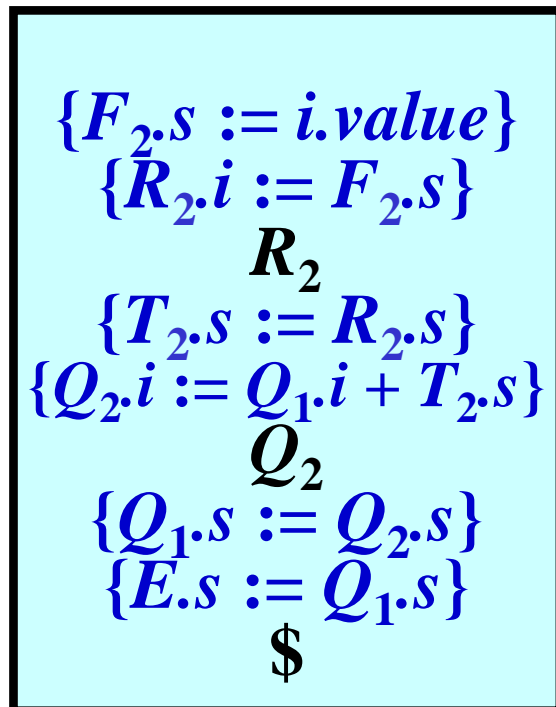 {F₂.s := i.value}
{R₂.i := F₂.s}
R₂
{T₂.s := R₂.s}
{Q₂.i := Q₁.i + T₂.s}
Q₂
{Q₁.s := Q₂.s}
{E.s := Q₁.s}
$